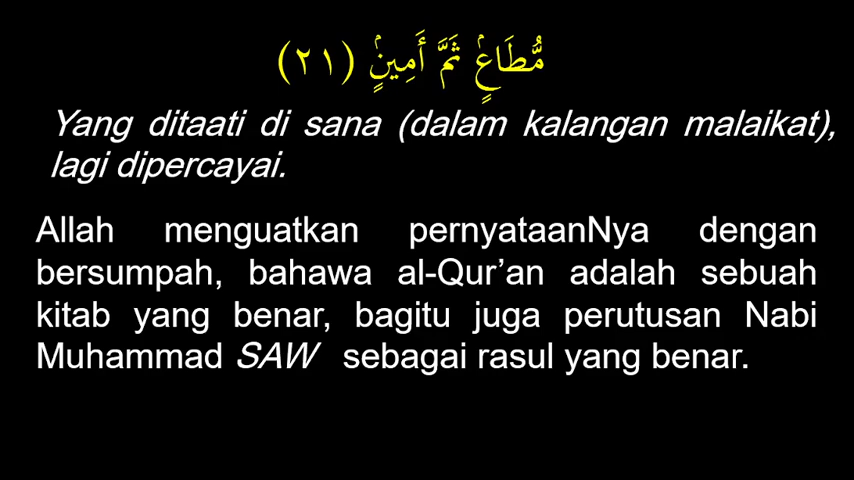 مُّطَاعٍۢ ثَمَّ أَمِينٍۢ (٢١)
Yang ditaati di sana (dalam kalangan malaikat),
lagi dipercayai.
Allah menguatkan pernyataanNya dengan
bersumpah, bahawa al-Qur’an adalah sebuah
kitab yang benar, bagitu juga perutusan Nabi
Muhammad SAW sebagai rasul yang benar.